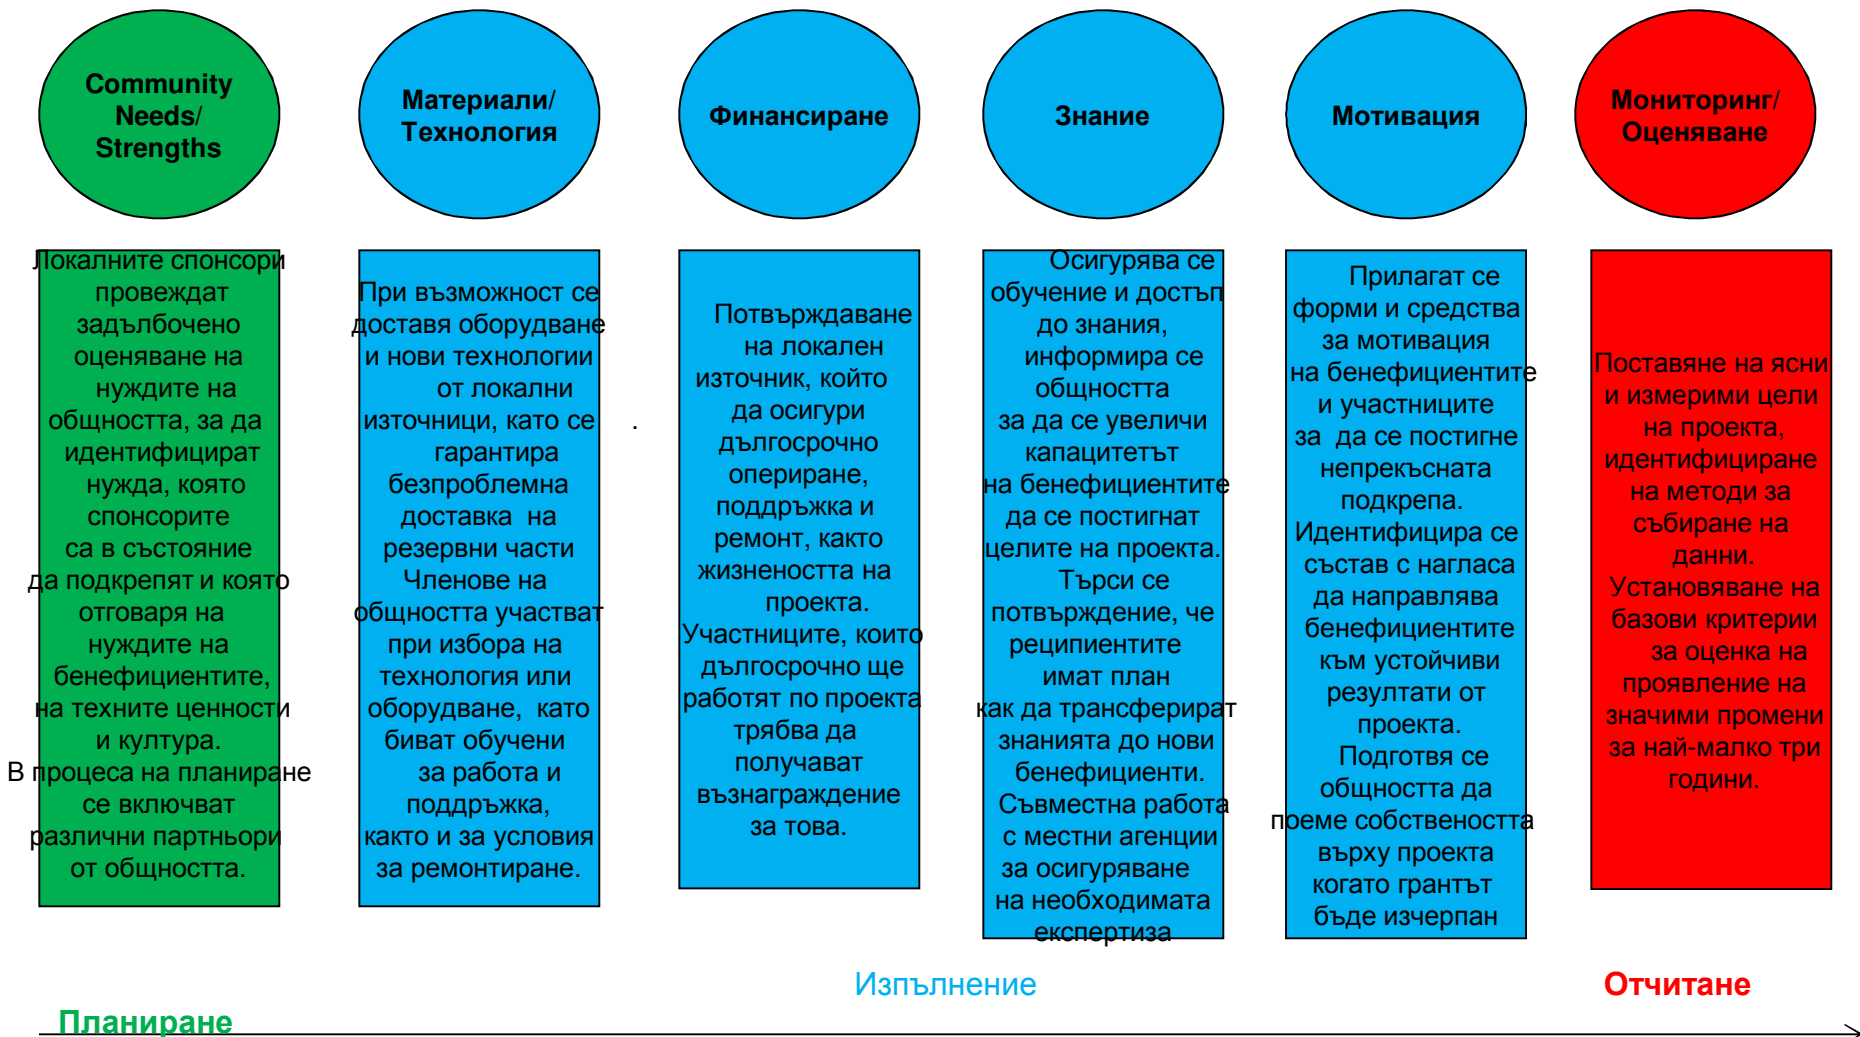 Community
Needs/
Strengths
Материали/
Технология
Финансиране
Знание
Мотивация
Мониторинг/
Оценяване
Локалните спонсори
провеждат
задълбочено
оценяване на
нуждите на
общността, за да
идентифицират
нужда, която
спонсорите
са в състояние
да подкрепят и която
отговаря на
нуждите на
бенефициентите,
на техните ценности
и култура.
В процеса на планиране
се включват
различни партньори
от общността.
При възможност се
доставя оборудване
и нови технологии
от локални
източници, като се
гарантира
безпроблемна
доставка на
резервни части
Членове на
общността участват
при избора на
технология или
оборудване, като
биват обучени
за работа и
поддръжка,
както и за условия
за ремонтиране.
.
Потвърждаване
на локален
източник, който
да осигури
дългосрочно
опериране,
поддръжка и
ремонт, както
жизнеността на
проекта.
Участниците, които
дългосрочно ще
работят по проекта
трябва да
получават
възнаграждение
за това.
Осигурява се
обучение и достъп
до знания,
информира се
общността
за да се увеличи
капацитетът
на бенефициентите
да се постигнат
целите на проекта.
Търси се
потвърждение, че
реципиентите
имат план
как да трансферират
знанията до нови
бенефициенти.
Съвместна работа
с местни агенции
за осигуряване
на необходимата
експертиза
Прилагат се
форми и средства
за мотивация
на бенефициентите
и участниците
за да се постигне
непрекъсната
подкрепа.
Идентифицира се
състав с нагласа
да направлява
бенефициентите
към устойчиви
резултати от
проекта.
Подготвя се
общността да
поеме собствеността
върху проекта
когато грантът
бъде изчерпан
Поставяне на ясни
и измерими цели
на проекта,
идентифициране
на методи за
събиране на
данни.
Установяване на
базови критерии
за оценка на
проявление на
значими промени
за най-малко три
години.
Изпълнение
Отчитане
Планиране